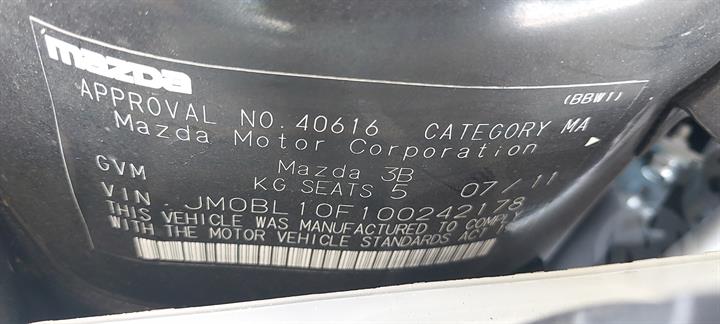 mazda
(BBW1)
APPROVAL NO. 40616 CATEGORY MA
Mazda Motor Corporation
Mazda 3B
GVM KG. SEATS 5 07/11
VIN JM0BL10F100242178
THIS VEHICLE WAS MANUFACTURED TO COMPLY
WITH THE MOTOR VEHICLE STANDARDS ACT